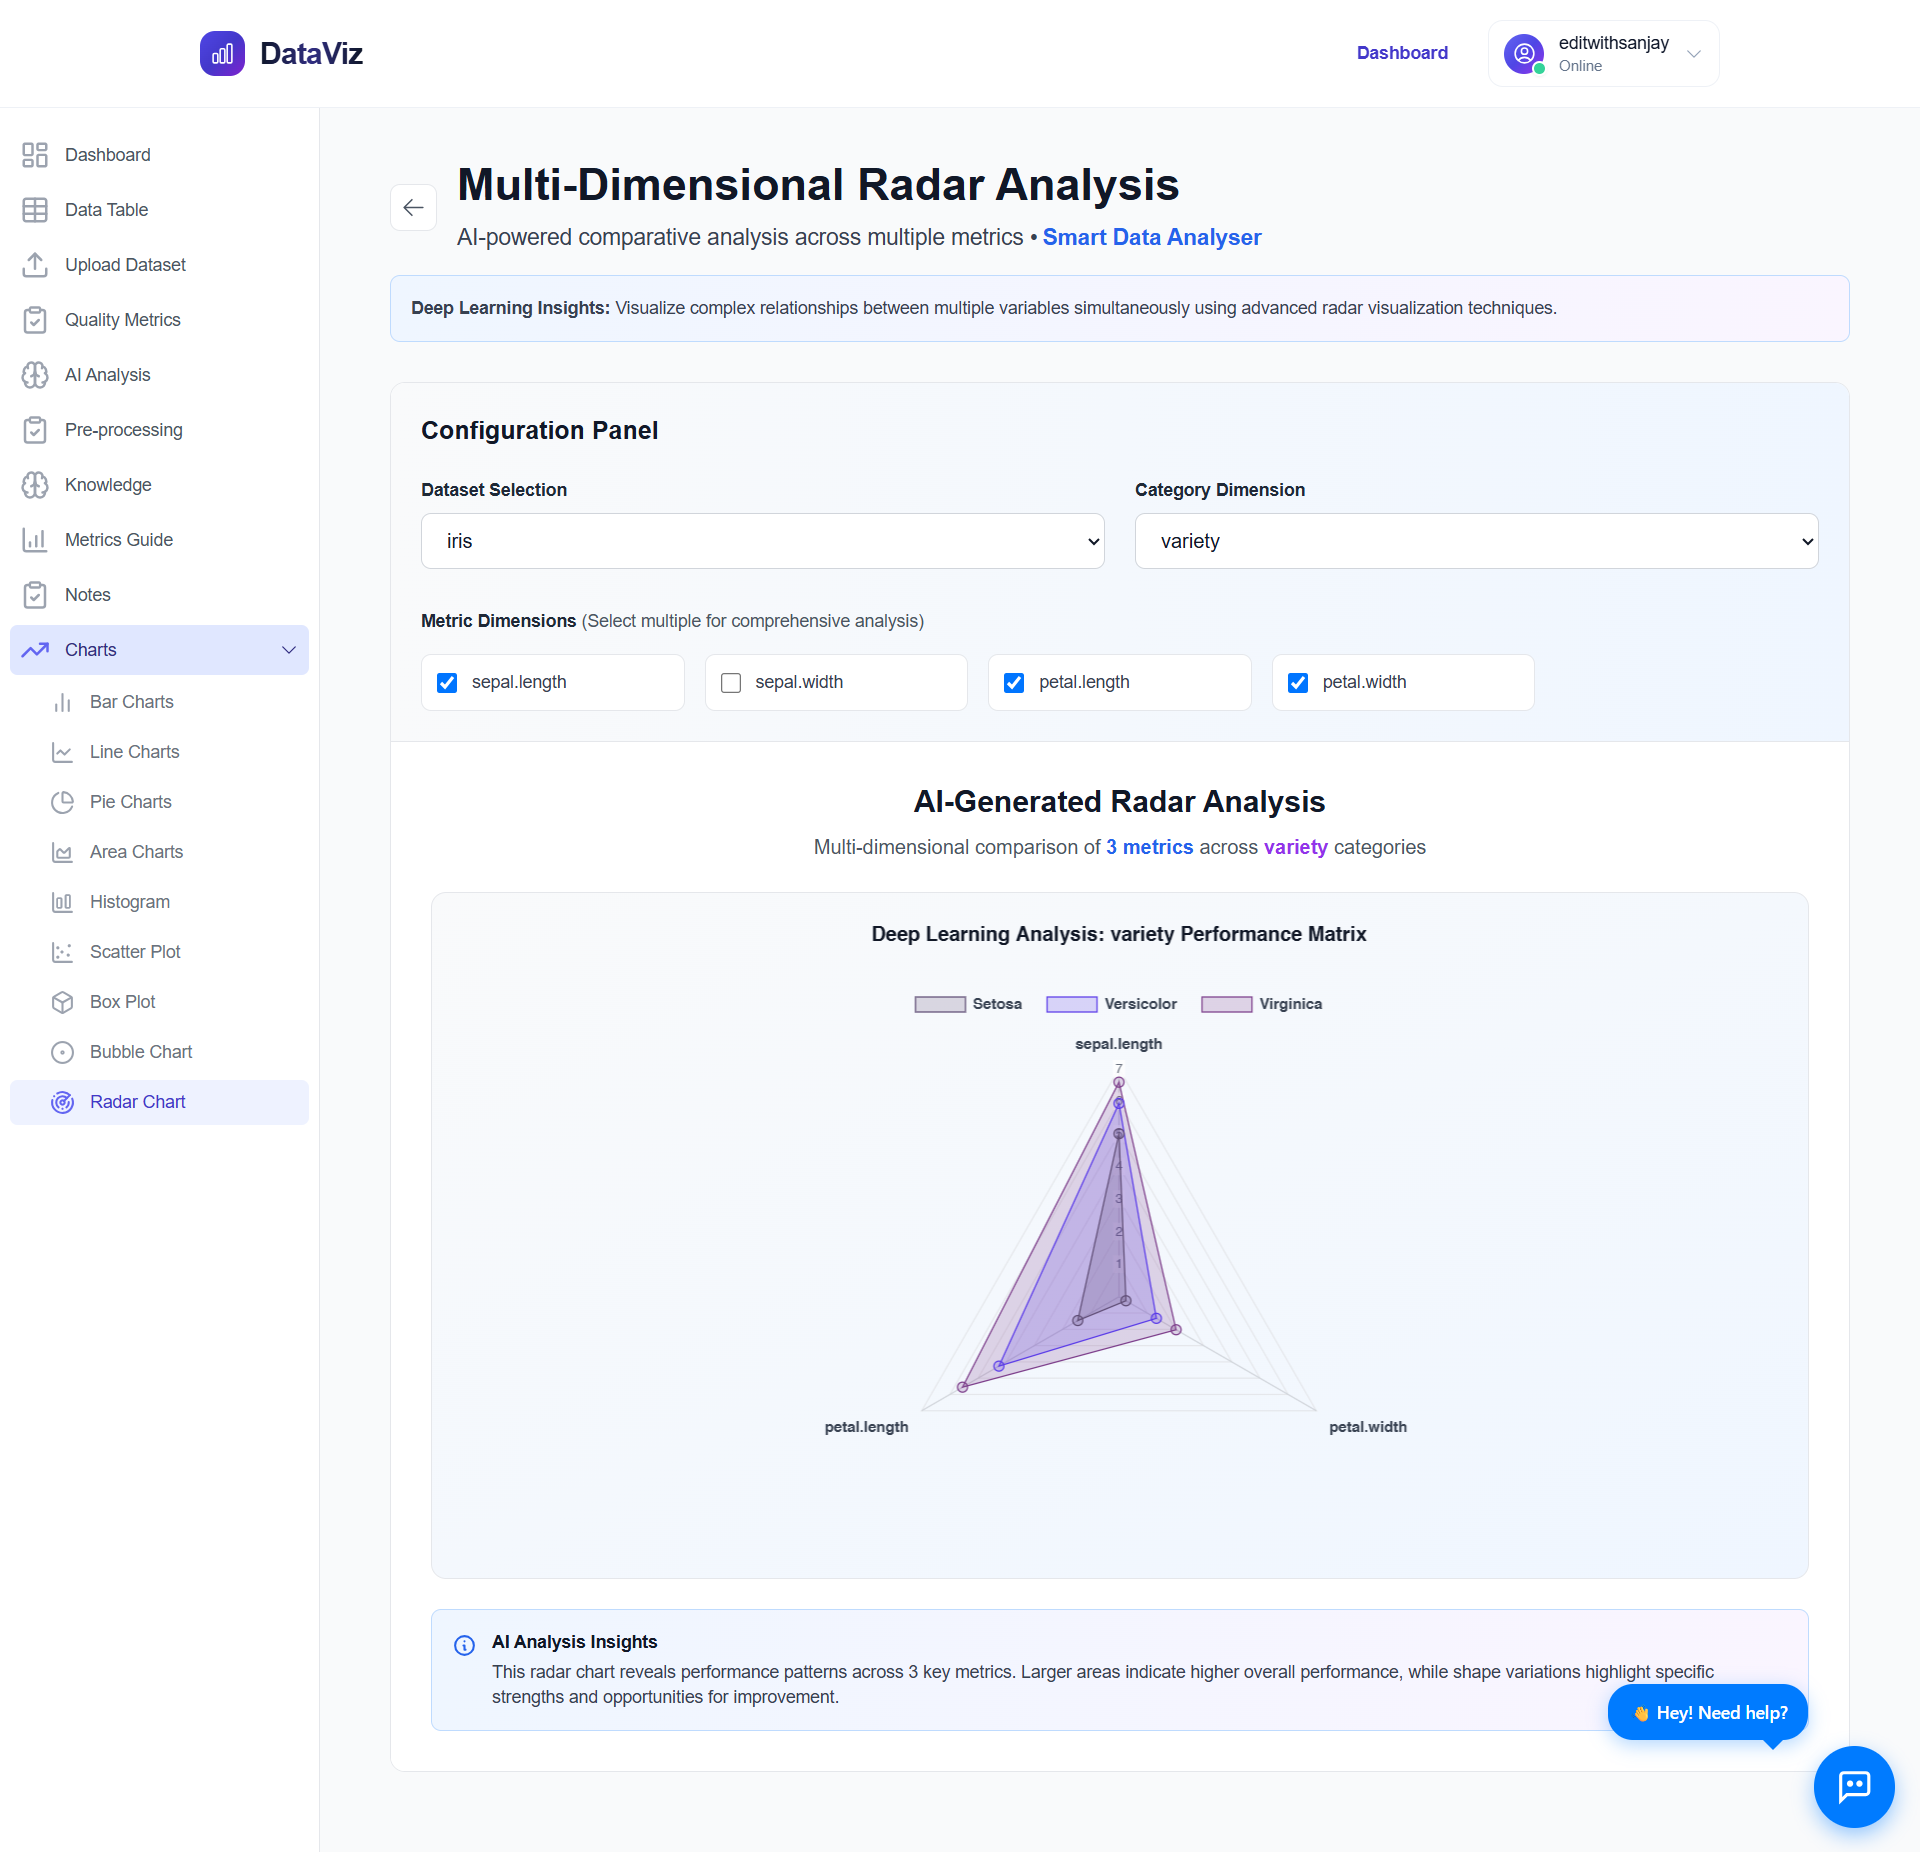 DataViz
Dashboard
editwithsanjay
Online
Dashboard
Data Table
Upload Dataset
Quality Metrics
AI Analysis
Pre-processing
Knowledge
Metrics Guide
Notes
Charts
Bar Charts
Line Charts
Pie Charts
Area Charts
Histogram
Scatter Plot
Box Plot
Bubble Chart
Radar Chart
Multi-Dimensional Radar Analysis
AI-powered comparative analysis across multiple metrics • Smart Data Analyser
Deep Learning Insights: Visualize complex relationships between multiple variables simultaneously using advanced radar visualization techniques.
Configuration Panel
Dataset Selection
iris
Category Dimension
variety
Metric Dimensions (Select multiple for comprehensive analysis)
sepal.length
sepal.width
petal.length
petal.width
AI-Generated Radar Analysis
Multi-dimensional comparison of 3 metrics across variety categories
Deep Learning Analysis: variety Performance Matrix
Setosa
Versicolor
Virginica
sepal.length
7
4
3
2
1
petal.length
petal.width
AI Analysis Insights
This radar chart reveals performance patterns across 3 key metrics. Larger areas indicate higher overall performance, while shape variations highlight specific
strengths and opportunities for improvement.
👋 Hey! Need help?